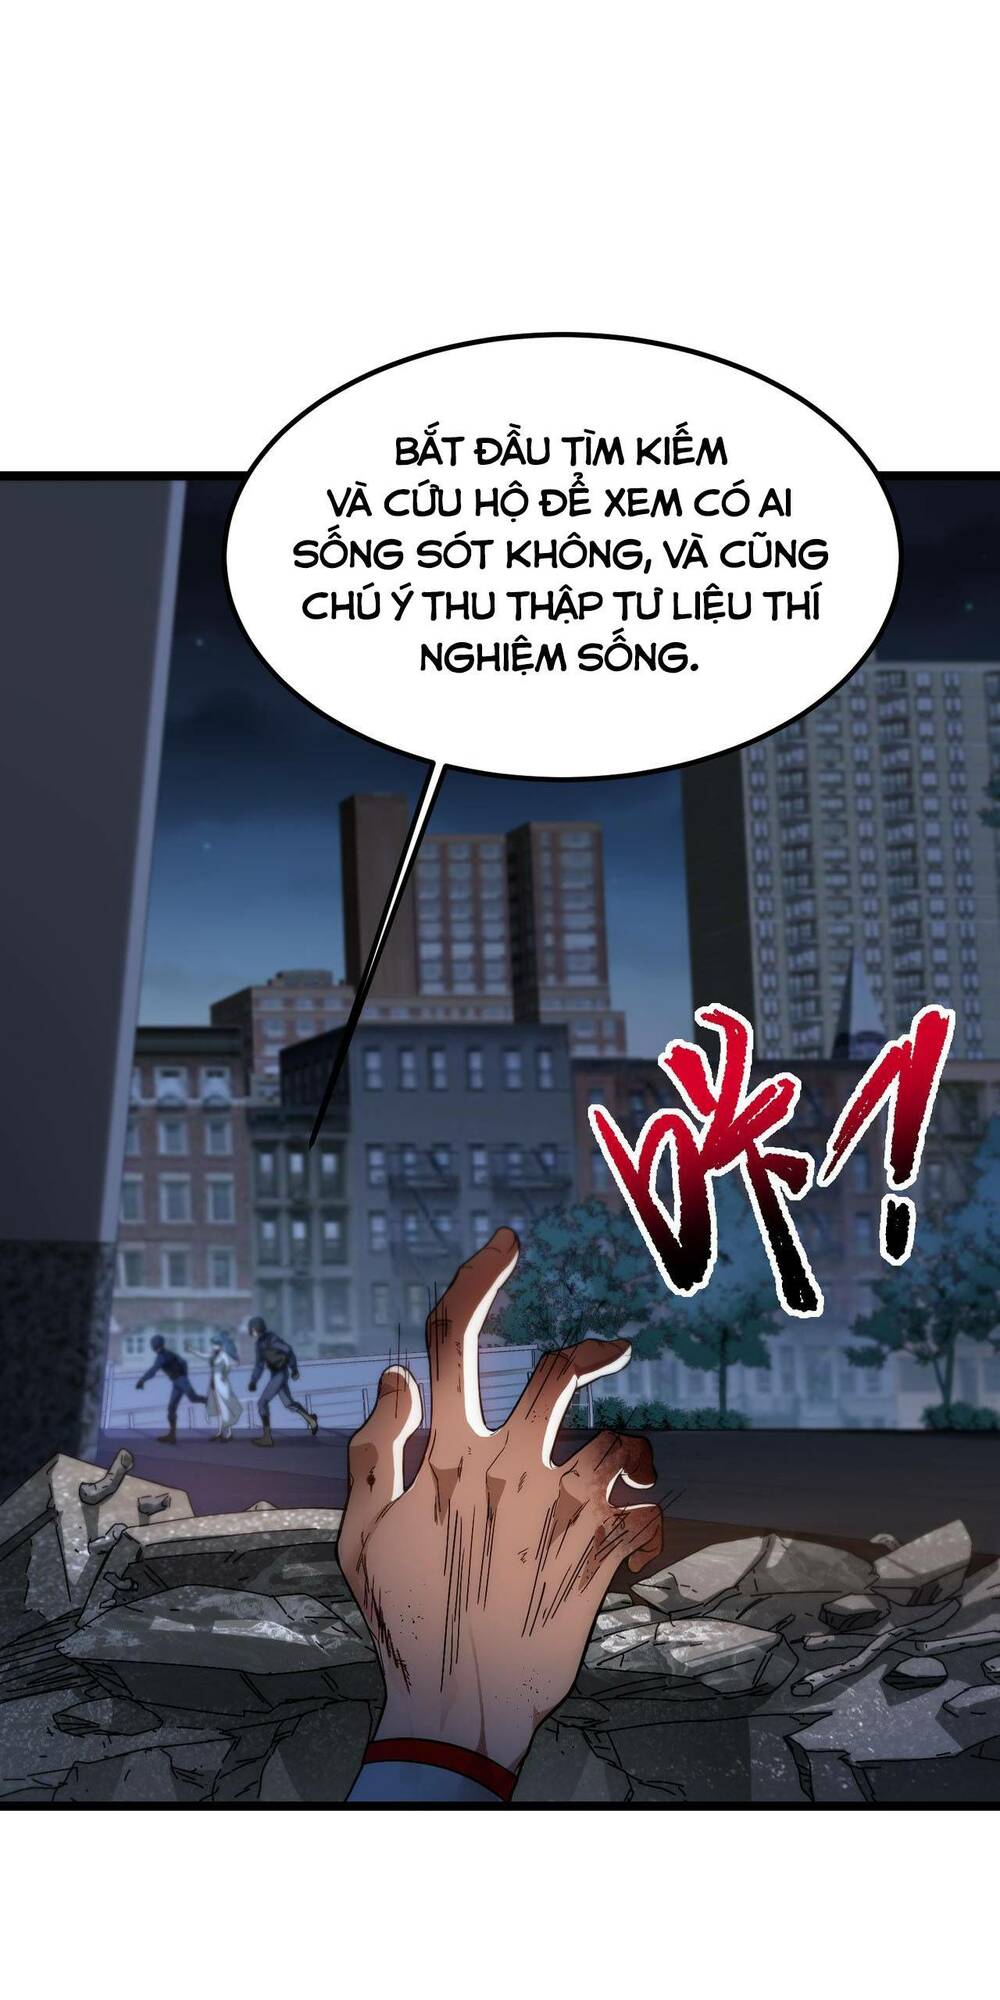 BẮT ĐẦU TÌM KIẾM
VÀ CỨU HỘ ĐỂ XEM CÓ AI
SỐNG SÓT KHÔNG, VÀ CŨNG
CHÚ Ý THU THẬP TƯ LIỆU THÍ
NGHIỆM SỐNG.
咔!